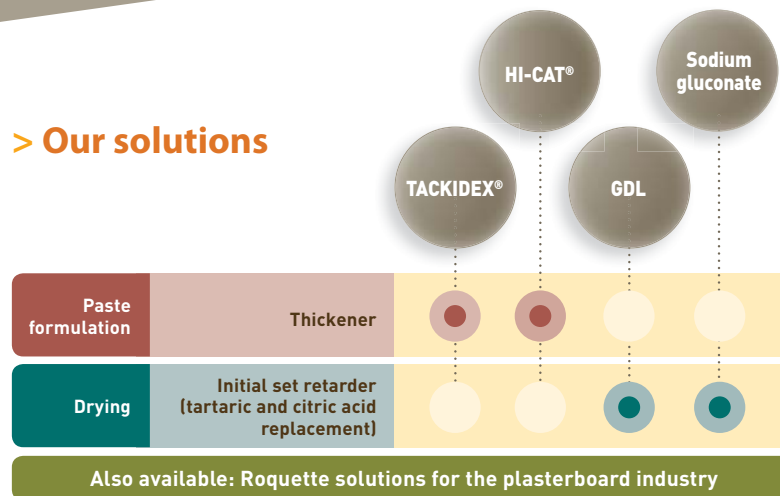 HI-CAT®
Sodium
gluconate
> Our solutions
TACKIDEX®
GDL
Paste
formulation
Thickener
Drying
Initial set retarder
(tartaric and citric acid
replacement)
Also available: Roquette solutions for the plasterboard industry